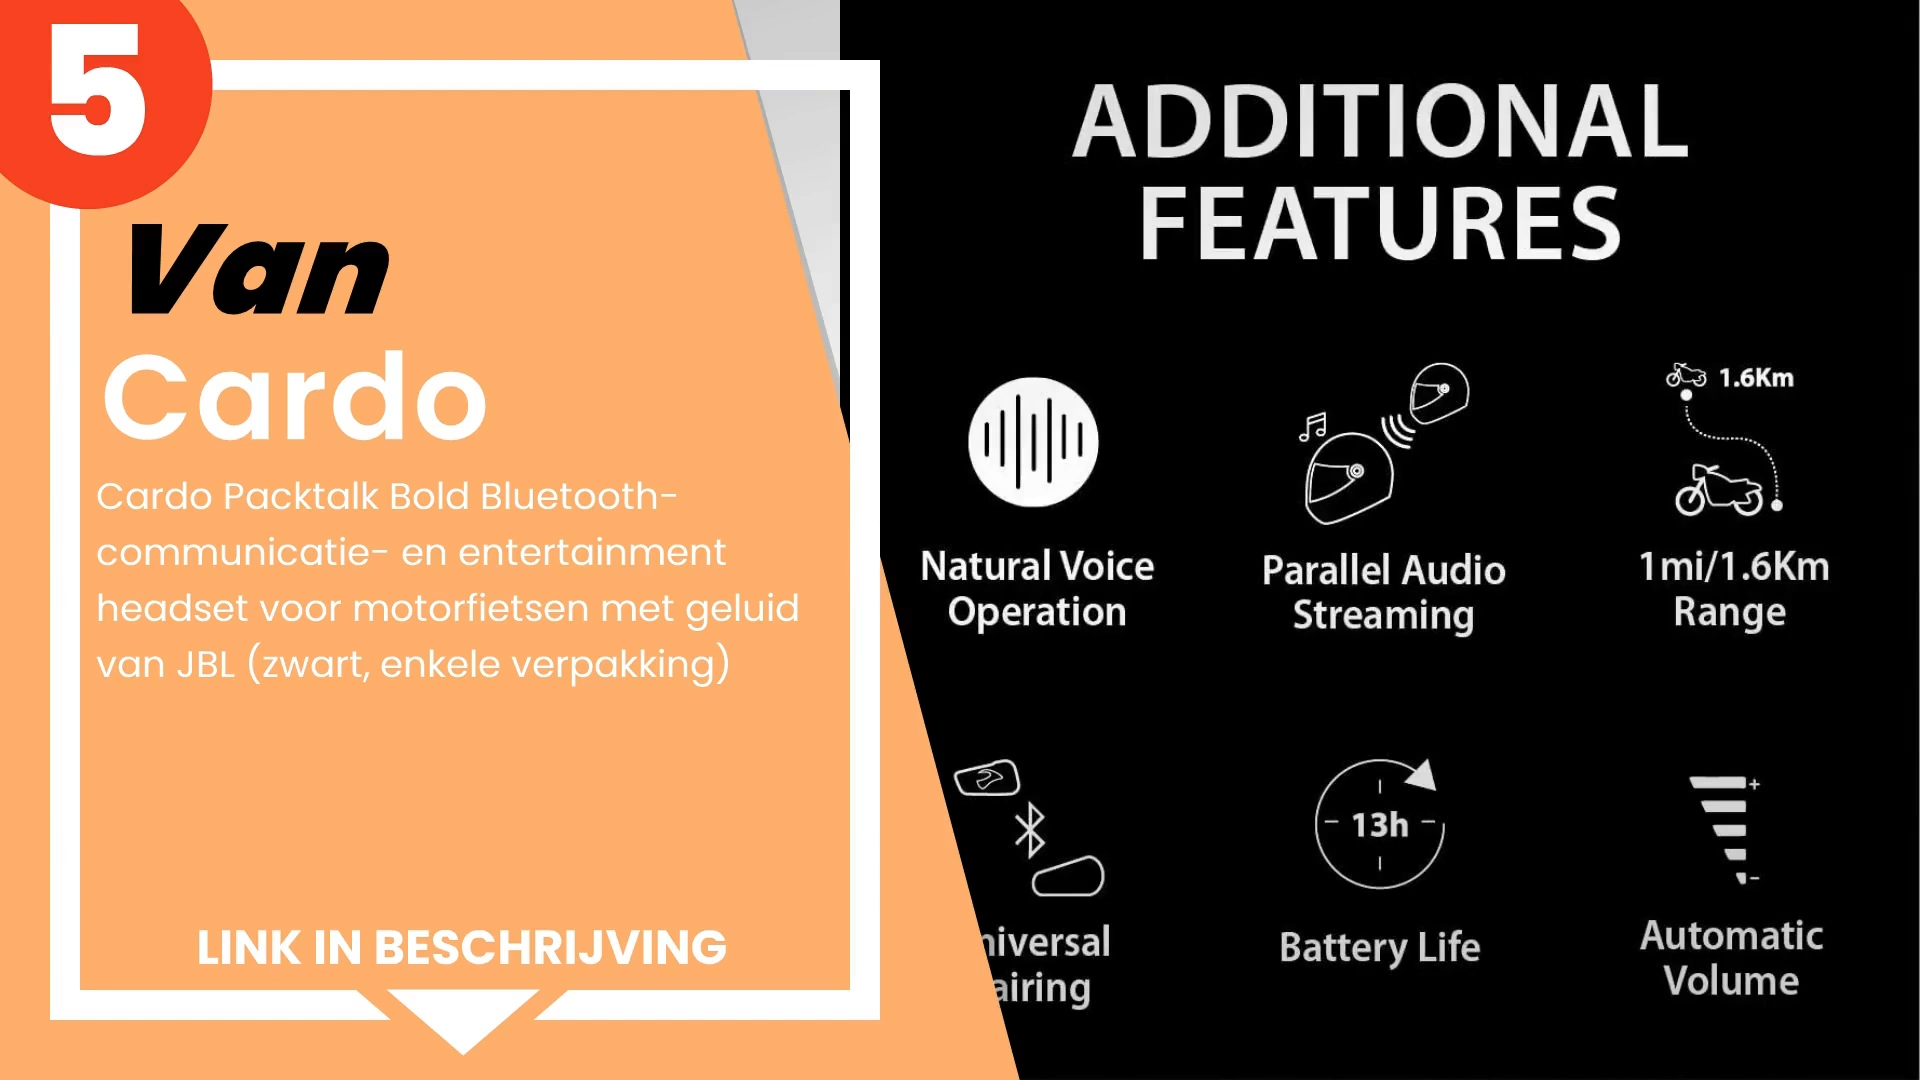 5
Van
Cardo
Cardo Packtalk Bold Bluetooth-
communicatie- en entertainment
headset voor motorfietsen met geluid
van JBL (zwart, enkele verpakking)
LINK IN BESCHRIJVING
ADDITIONAL
FEATURES
Natural Voice
Operation
Parallel Audio
Streaming
1.6Km
1mi/1.6Km
Range
niversal
airing
13h
Battery Life
+
-
Automatic
Volume